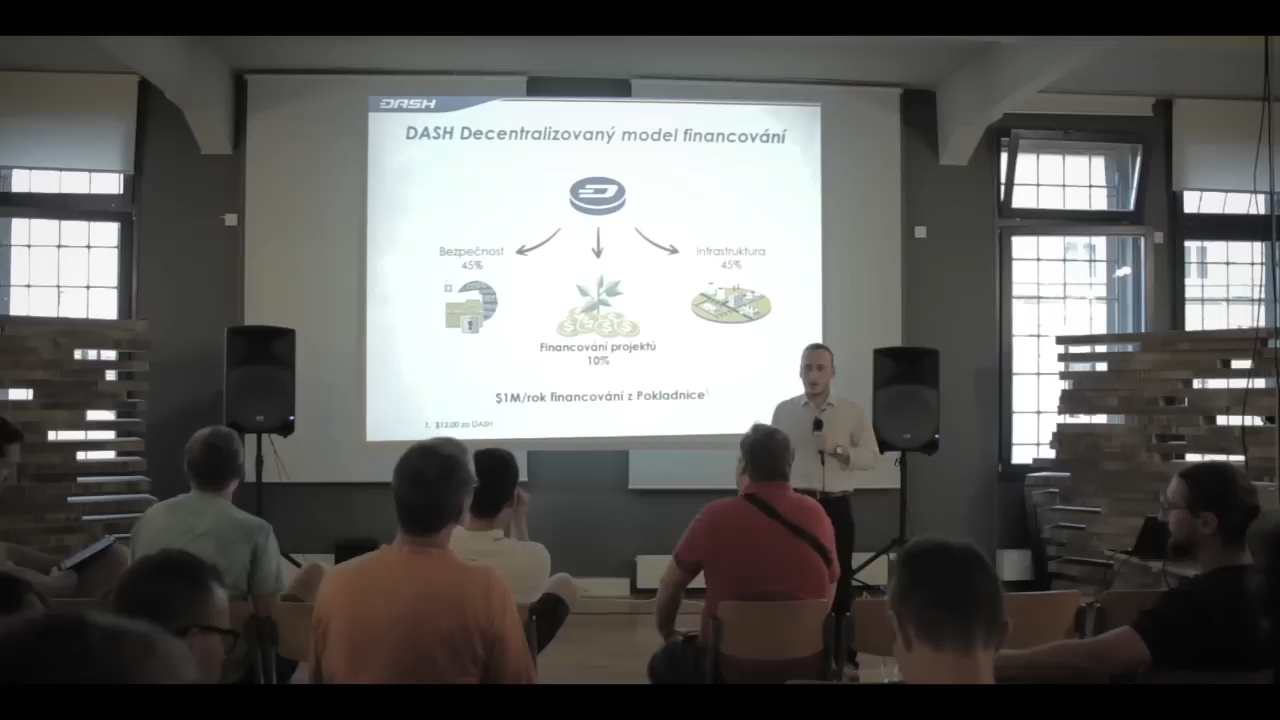 DASH
DASH Decentralizovaný model financování
Bezpečnost
45%
Infrastruktura
45%
Financování projektů
10%
$1M/rok financování z Pokladnice¹
1. $12,00 za DASH